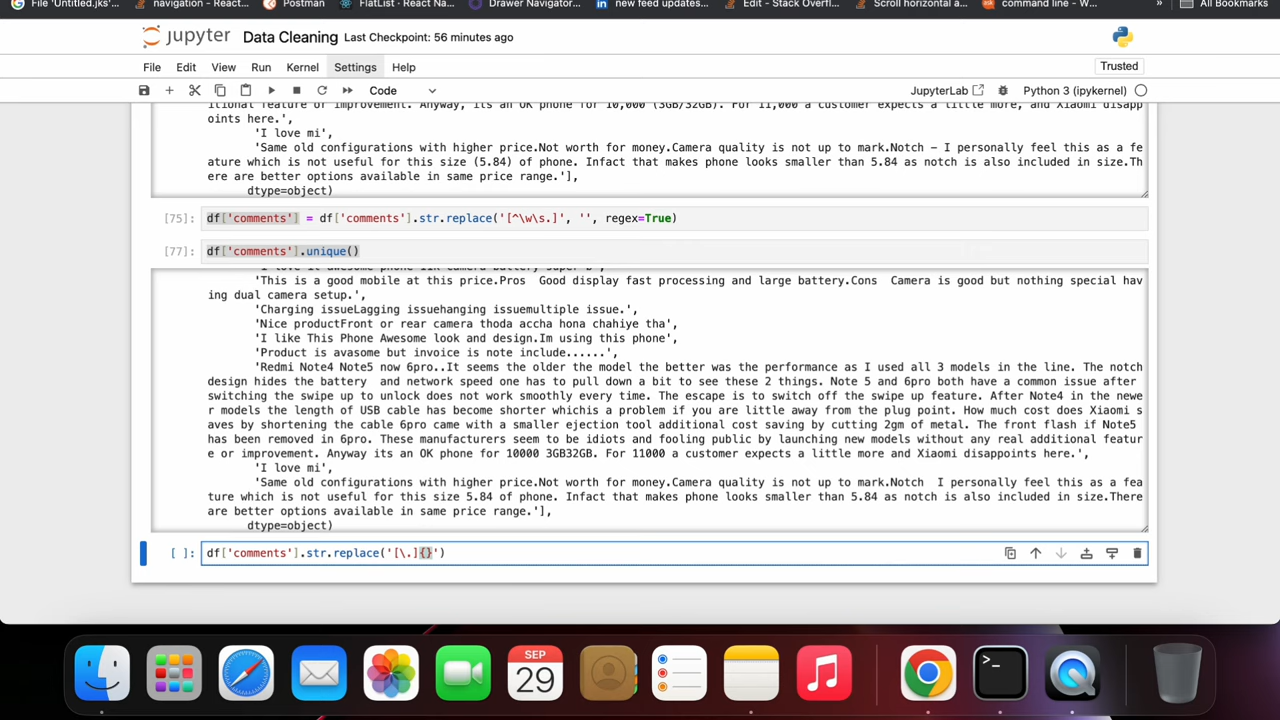 File 'Untitled.jks'...
navigation - React...
Postman
FlatList · React Na...
Drawer Navigator...
new feed updates...
Edit - Stack Overfl...
Scroll horizontal a...
command line - W...
»
All Bookmarks
jupyter Data Cleaning Last Checkpoint: 56 minutes ago
File Edit View Run Kernel Settings Help
Trusted
Code
JupyterLab
Python 3 (ipykernel)
itional feature or improvement. Anyway, its an OK phone for 10,000 (3GB/32GB). For 11,000 a customer expects a little more, and Xiaomi disapp
oints here.',
'I love mi',
'Same old configurations with higher price.Not worth for money.Camera quality is not up to mark.Notch - I personally feel this as a fe
ature which is not useful for this size (5.84) of phone. Infact that makes phone looks smaller than 5.84 as notch is also included in size.Th
ere are better options available in same price range.'],
dtype=object)
[75]: df['comments'] = df['comments'].str.replace('[^\w\s.]', '', regex=True)
[77]: df['comments'].unique()
'This is a good mobile at this price.Pros  Good display fast processing and large battery.Cons  Camera is good but nothing special hav
ing dual camera setup.',
'Charging issueLagging issuehanging issuemultiple issue.',
'Nice productFront or rear camera thoda accha hona chahiye tha',
'I like This Phone Awesome look and design.Im using this phone',
'Product is avasome but invoice is note include......',
'Redmi Note4 Note5 now 6pro..It seems the older the model the better was the performance as I used all 3 models in the line. The notch
design hides the battery  and network speed one has to pull down a bit to see these 2 things. Note 5 and 6pro both have a common issue after
switching the swipe up to unlock does not work smoothly every time. The escape is to switch off the swipe up feature. After Note4 in the newe
r models the length of USB cable has become shorter whichis a problem if you are little away from the plug point. How much cost does Xiaomi s
aves by shortening the cable 6pro came with a smaller ejection tool additional cost saving by cutting 2gm of metal. The front flash if Note5
has been removed in 6pro. These manufacturers seem to be idiots and fooling public by launching new models without any real additional featur
e or improvement. Anyway its an OK phone for 10000 3GB32GB. For 11000 a customer expects a little more and Xiaomi disappoints here.',
'I love mi',
'Same old configurations with higher price.Not worth for money.Camera quality is not up to mark.Notch  I personally feel this as a fea
ture which is not useful for this size 5.84 of phone. Infact that makes phone looks smaller than 5.84 as notch is also included in size.There
are better options available in same price range.'],
dtype=object)
[ ]: df['comments'].str.replace('[\.]{}')
SEP
29